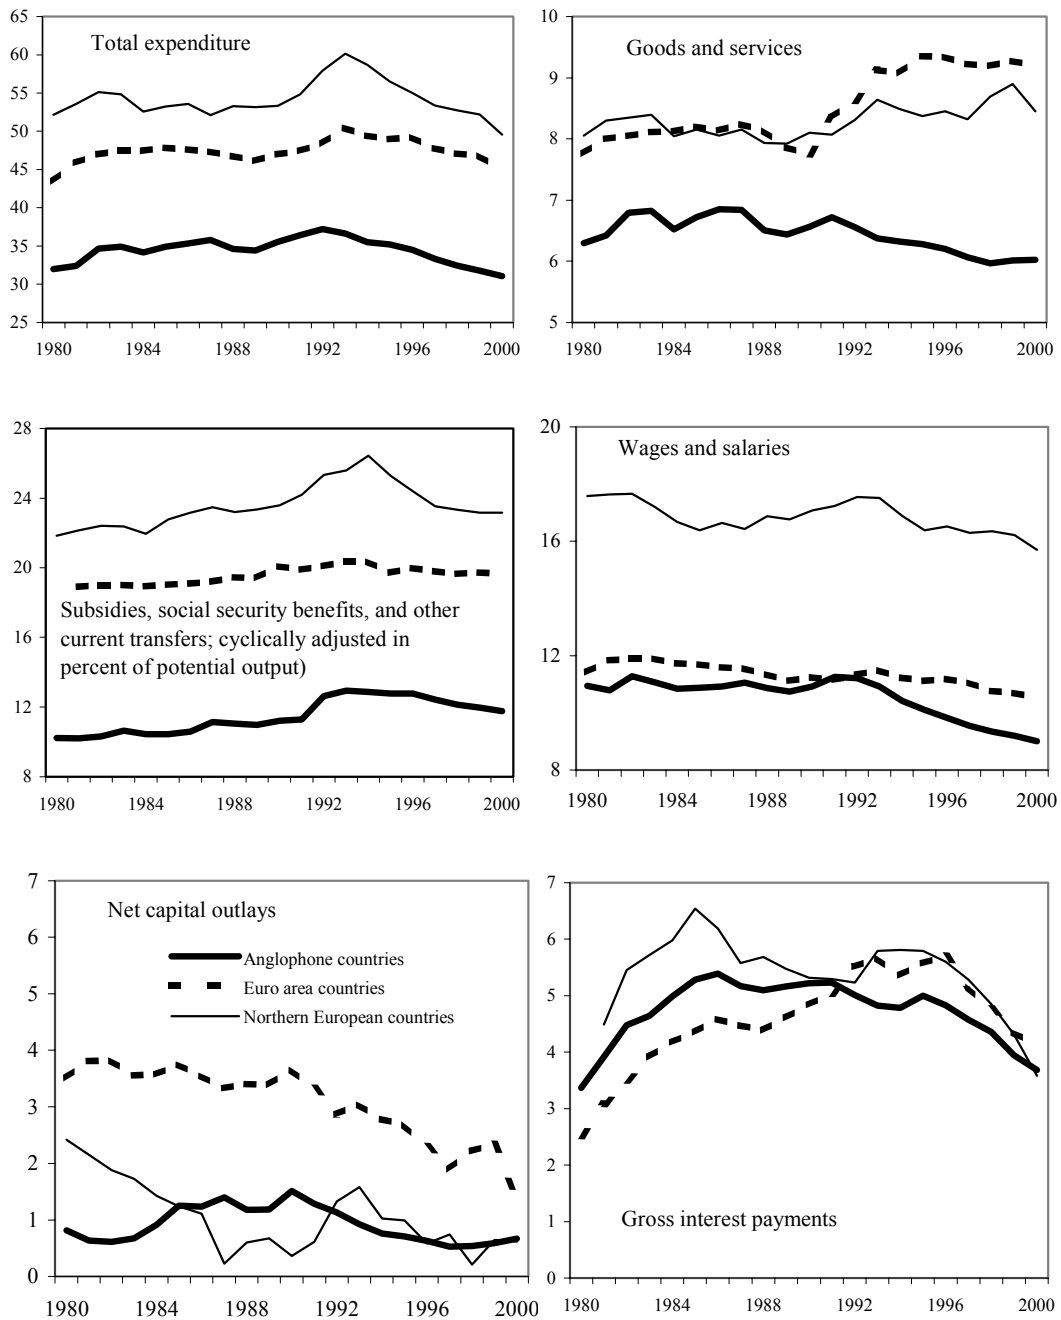 Total expenditure
65
60
55
50
45
40
35
30
25
1980 1984 1988 1992 1996 2000
Goods and services
10
9
8
7
6
5
1980 1984 1988 1992 1996 2000
28
24
20
16
12
8
Subsidies, social security benefits, and other
current transfers; cyclically adjusted in
percent of potential output)
1980 1984 1988 1992 1996 2000
Wages and salaries
20
16
12
8
1980 1984 1988 1992 1996 2000
Net capital outlays
7
6
5
4
3
2
1
0
Anglophone countries
Euro area countries
Northern European countries
1980 1984 1988 1992 1996 2000
7
6
5
4
3
2
1
0
Gross interest payments
1980 1984 1988 1992 1996 2000